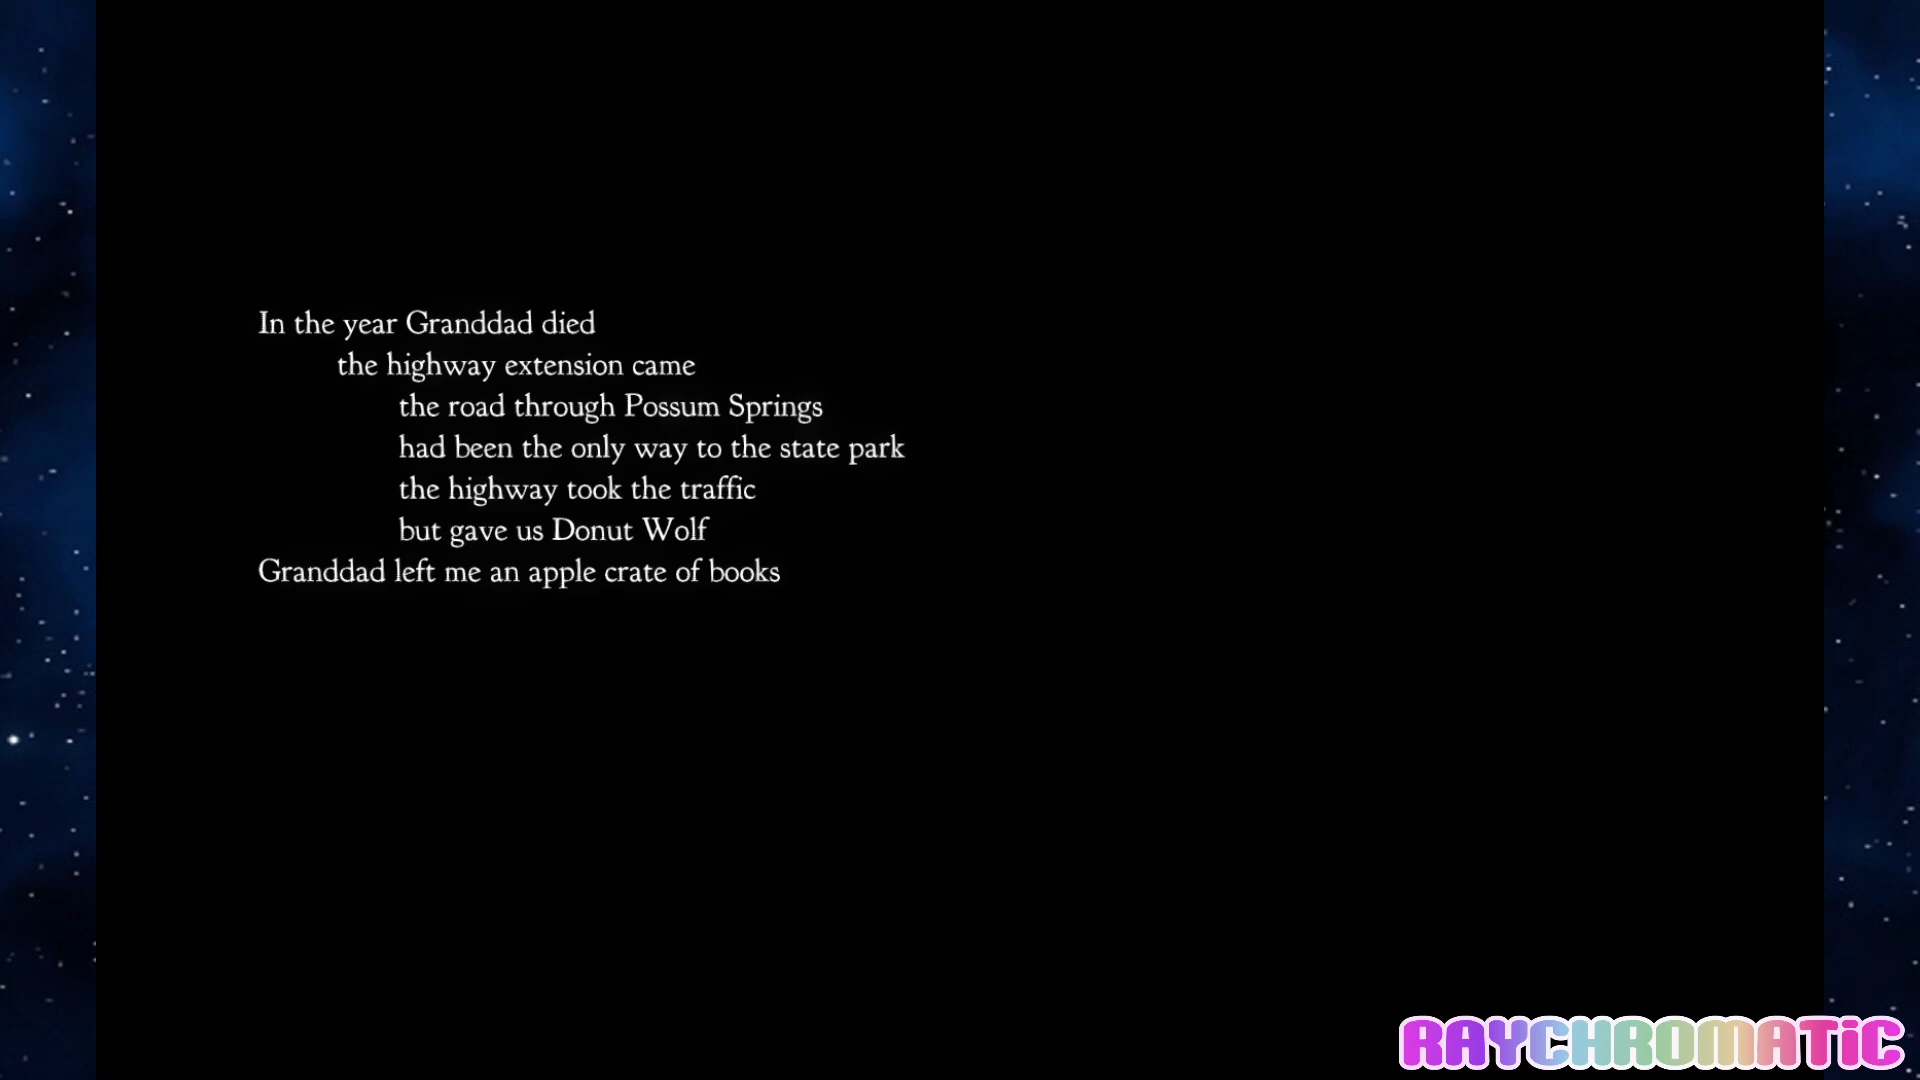 In the year Granddad died
the highway extension came
the road through Possum Springs
had been the only way to the state park
the highway took the traffic
but gave us Donut Wolf
Granddad left me an apple crate of books
RAYCHROMATiC